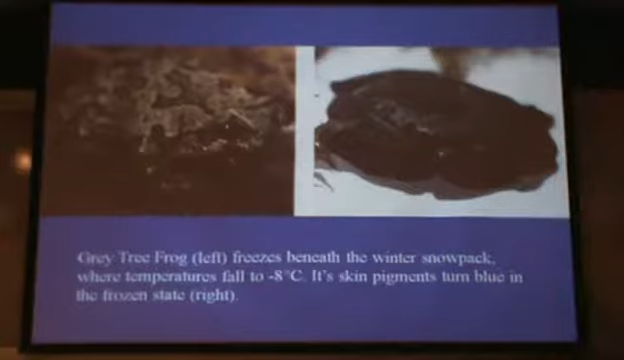 Grey Tree Frog (left) freezes beneath the winter snowpack,
where temperatures fall to -8°C. It's skin pigments turn blue in
the frozen state (right).